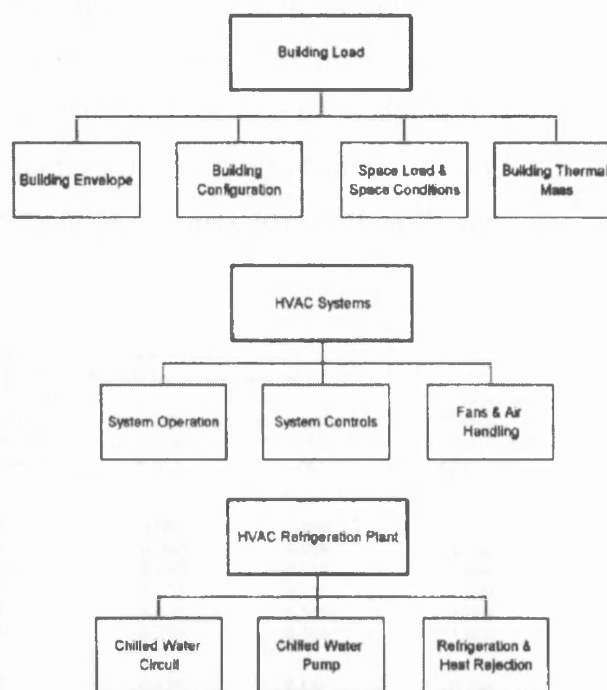 Building Load
Building Envelope
Building
Configuration
Space Load &
Space Conditions
Building Thermal
Mass
HVAC Systems
System Operation
System Controls
Fans & Air
Handling
HVAC Refrigeration Plant
Chilled Water
Circuit
Chilled Water
Pump
Refrigeration &
Heat Rejection